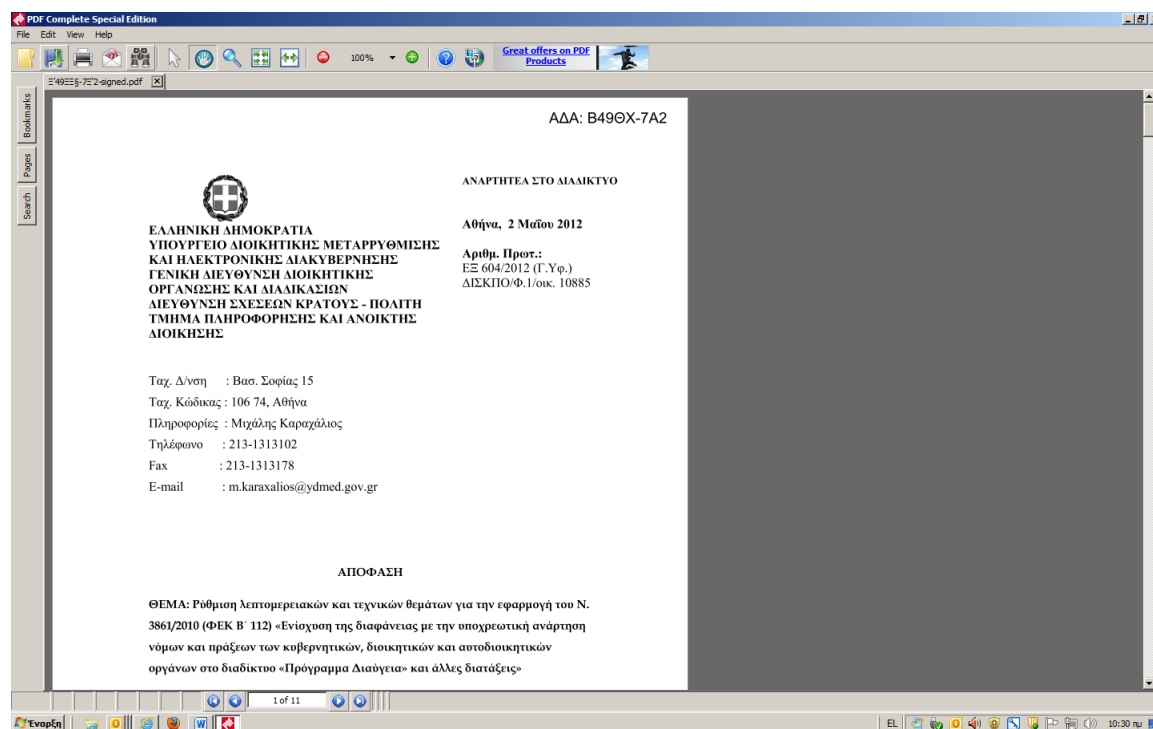 PDF Complete Special Edition
File Edit View Help
100%
Great offers on PDF
Products
-signed.pdf
Bookmarks
Pages
Search
ΑΔΑ: Β49ΘΧ-7Α2
ΑΝΑΡΤΗΤΕΑ ΣΤΟ ΔΙΑΔΙΚΤΥΟ
Αθήνα, 2 Μαΐου 2012
Αριθμ. Πρωτ.:
ΕΞ 604/2012 (Γ.Υφ.)
ΔΙΣΚΠΟ/Φ.1/οικ. 10885
ΕΛΛΗΝΙΚΗ ΔΗΜΟΚΡΑΤΙΑ
ΥΠΟΥΡΓΕΙΟ ΔΙΟΙΚΗΤΙΚΗΣ ΜΕΤΑΡΡΥΘΜΙΣΗΣ
ΚΑΙ ΗΛΕΚΤΡΟΝΙΚΗΣ ΔΙΑΚΥΒΕΡΝΗΣΗΣ
ΓΕΝΙΚΗ ΔΙΕΥΘΥΝΣΗ ΔΙΟΙΚΗΤΙΚΗΣ
ΟΡΓΑΝΩΣΗΣ ΚΑΙ ΔΙΑΔΙΚΑΣΙΩΝ
ΔΙΕΥΘΥΝΣΗ ΣΧΕΣΕΩΝ ΚΡΑΤΟΥΣ - ΠΟΛΙΤΗ
ΤΜΗΜΑ ΠΛΗΡΟΦΟΡΗΣΗΣ ΚΑΙ ΑΝΟΙΚΤΗΣ
ΔΙΟΙΚΗΣΗΣ
Ταχ. Δ/νση : Βασ. Σοφίας 15
Ταχ. Κώδικας : 106 74, Αθήνα
Πληροφορίες : Μιχάλης Καραχάλιος
Τηλέφωνο : 213-1313102
Fax : 213-1313178
E-mail : m.karaxalios@ydmed.gov.gr
ΑΠΟΦΑΣΗ
ΘΕΜΑ: Ρύθμιση λεπτομερειακών και τεχνικών θεμάτων για την εφαρμογή του Ν.
3861/2010 (ΦΕΚ Β΄ 112) «Ενίσχυση της διαφάνειας με την υποχρεωτική ανάρτηση
νόμων και πράξεων των κυβερνητικών, διοικητικών και αυτοδιοικητικών
οργάνων στο διαδίκτυο «Πρόγραμμα Διαύγεια» και άλλες διατάξεις»
1 of 11
Έναρξη
EL
10:30 πμ